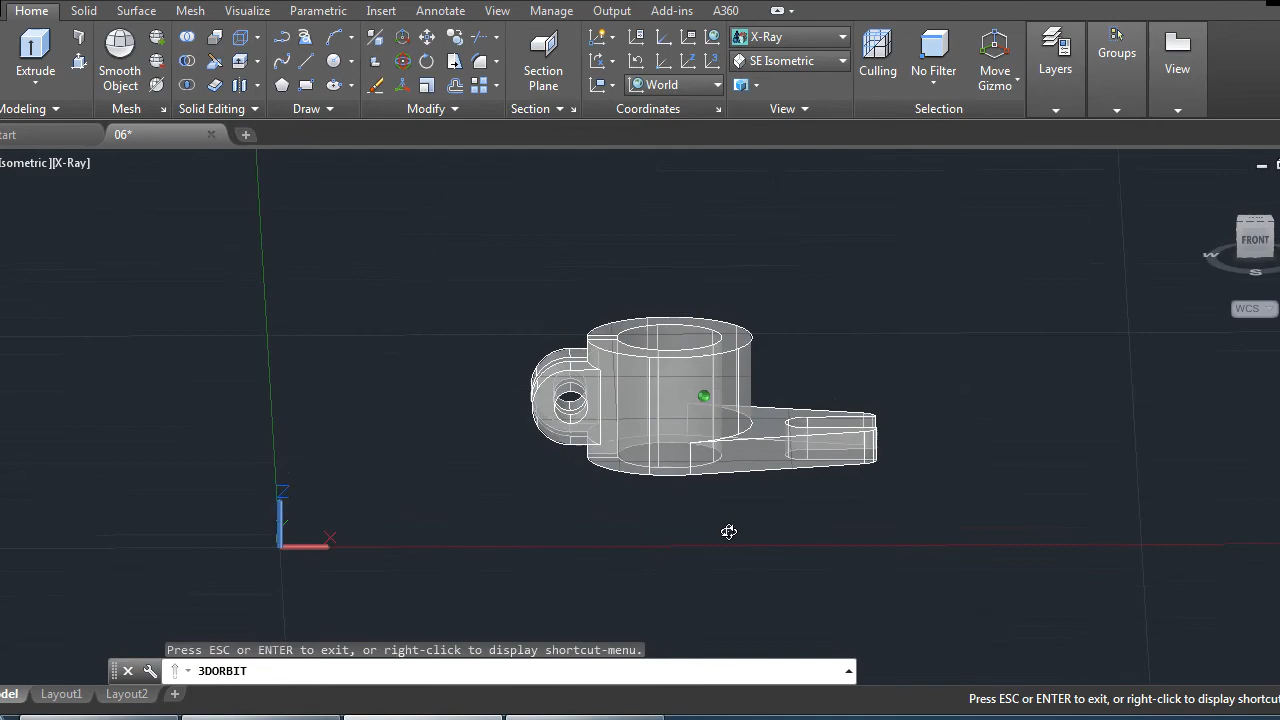 Home Solid Surface Mesh Visualize Parametric Insert Annotate View Manage Output Add-ins A360
X-Ray
SE Isometric
World
Extrude
Smooth Object
Section Plane
Culling
No Filter
Move Gizmo
Layers
Groups
View
Modeling
Mesh
Solid Editing
Draw
Modify
Section
Coordinates
View
Selection
tart
06*
Isometric ][X-Ray]
FRONT
W
S
WCS
Z
X
Press ESC or ENTER to exit, or right-click to display shortcut-menu.
3DORBIT
odel Layout1 Layout2
Press ESC or ENTER to exit, or right-click to display shortcu